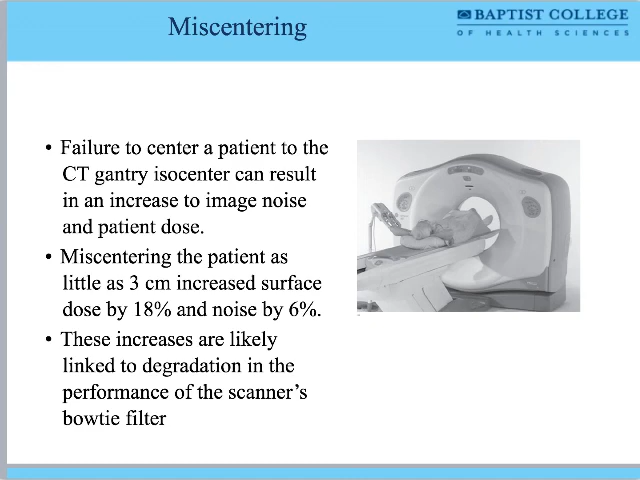 Miscentering
BAPTIST COLLEGE
OF HEALTH SCIENCES
• Failure to center a patient to the
CT gantry isocenter can result
in an increase to image noise
and patient dose.
• Miscentering the patient as
little as 3 cm increased surface
dose by 18% and noise by 6%.
• These increases are likely
linked to degradation in the
performance of the scanner’s
bowtie filter